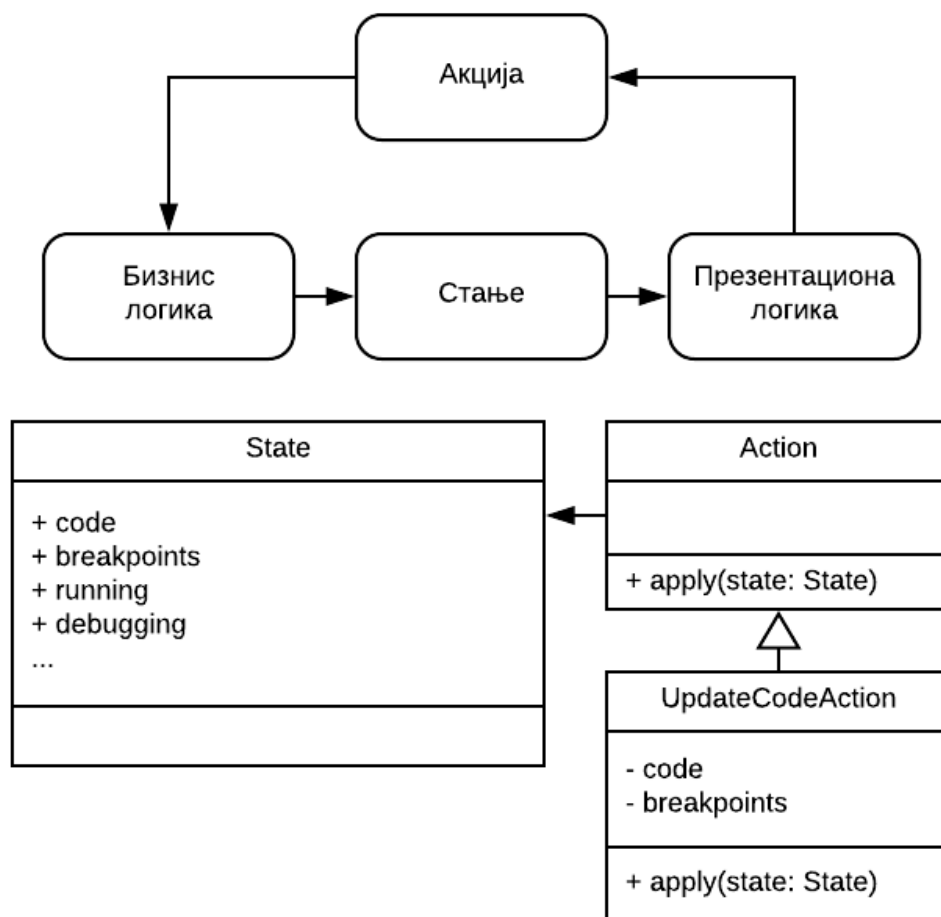 Акција
Бизнис
логика
Стање
Презентациона
логика
State
+ code
+ breakpoints
+ running
+ debugging
...
Action
+ apply(state: State)
UpdateCodeAction
- code
- breakpoints
+ apply(state: State)